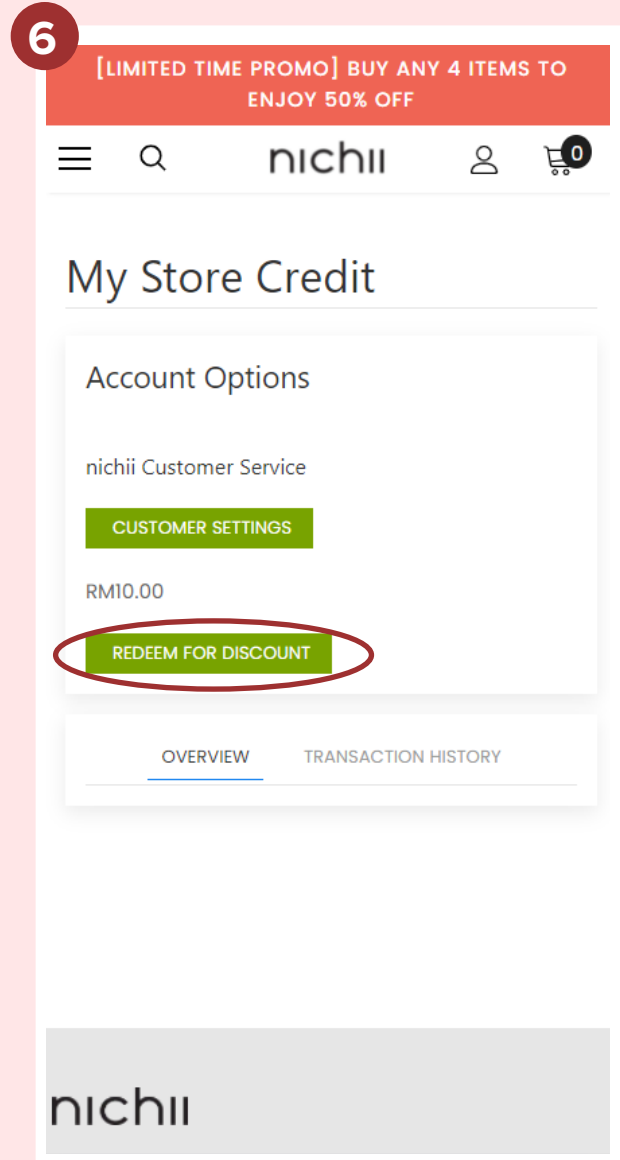 6
[LIMITED TIME PROMO] BUY ANY 4 ITEMS TO
ENJOY 50% OFF
nichii
0
My Store Credit
Account Options
nichii Customer Service
CUSTOMER SETTINGS
RM10.00
REDEEM FOR DISCOUNT
OVERVIEW TRANSACTION HISTORY
nichii